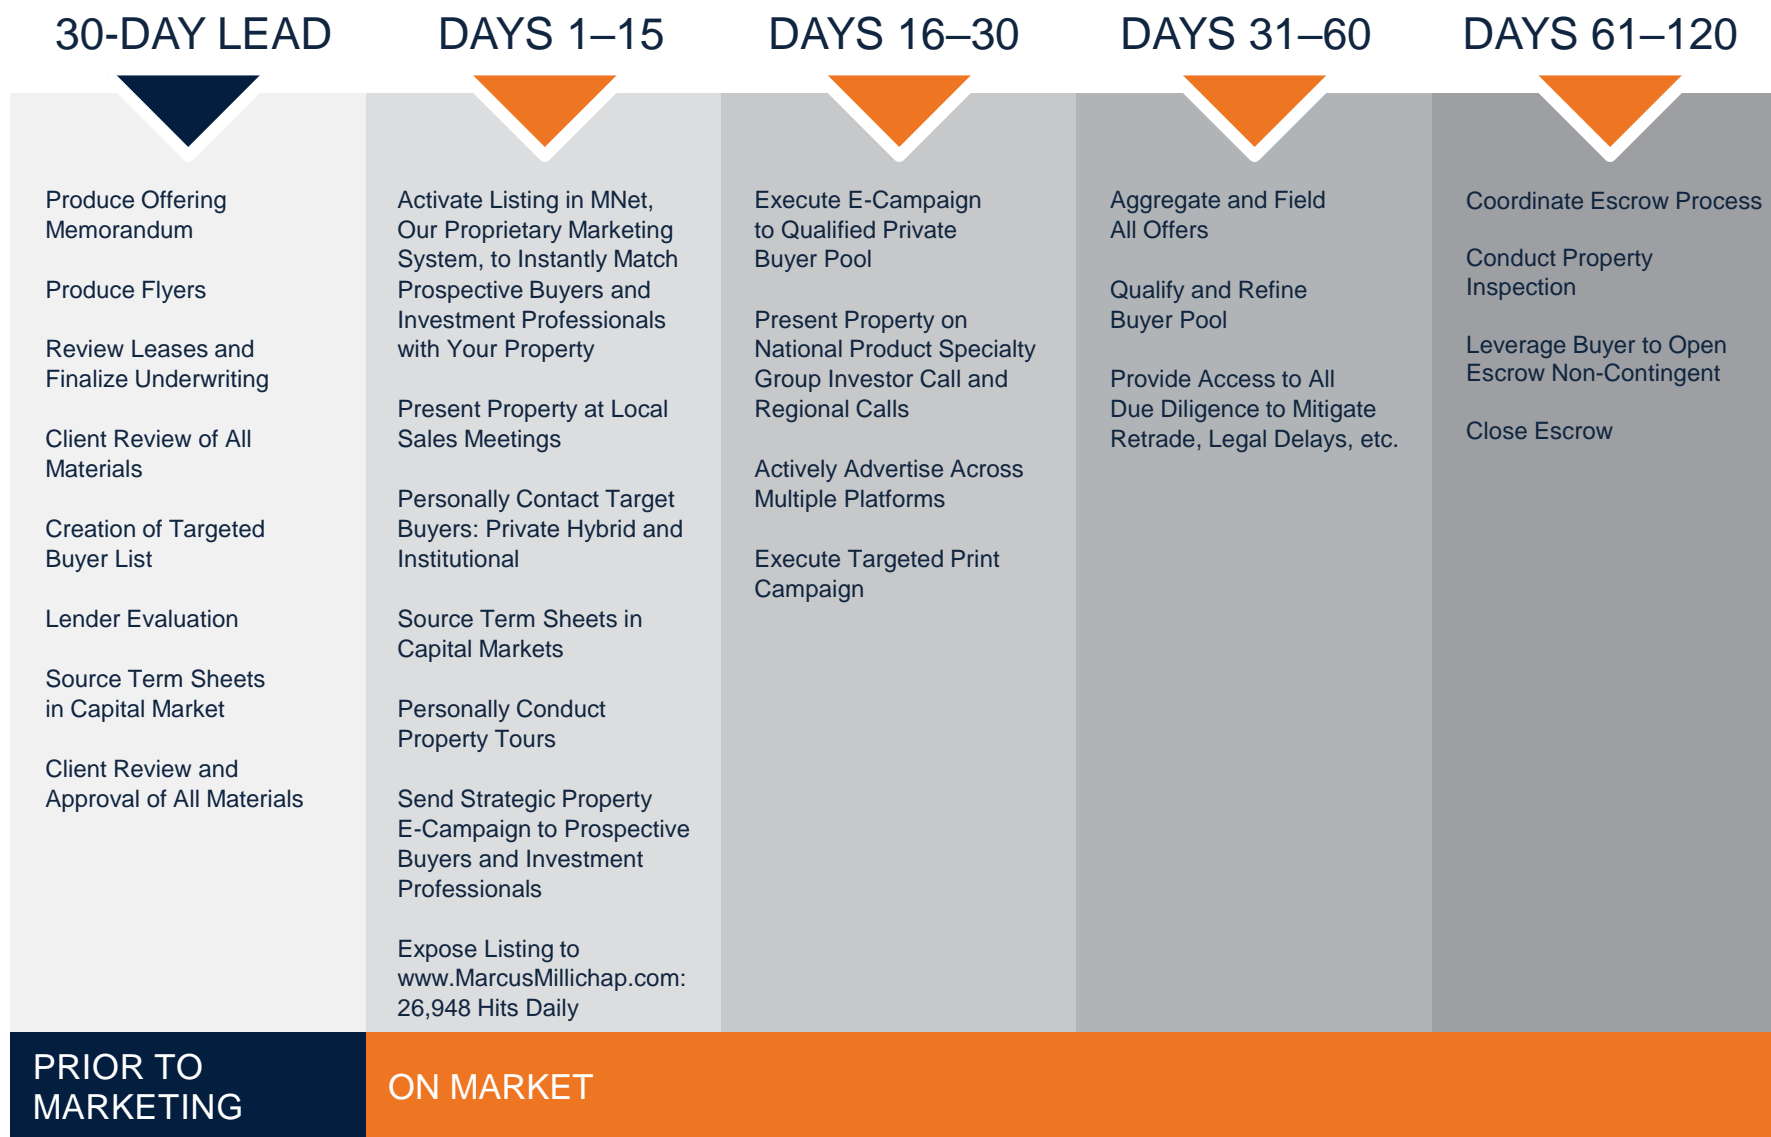 30-DAY LEAD
DAYS 1–15
DAYS 16–30
DAYS 31–60
DAYS 61–120
Produce Offering
Memorandum
Produce Flyers
Review Leases and
Finalize Underwriting
Client Review of All
Materials
Creation of Targeted
Buyer List
Lender Evaluation
Source Term Sheets
in Capital Market
Client Review and
Approval of All Materials
Activate Listing in MNet,
Our Proprietary Marketing
System, to Instantly Match
Prospective Buyers and
Investment Professionals
with Your Property
Present Property at Local
Sales Meetings
Personally Contact Target
Buyers: Private Hybrid and
Institutional
Source Term Sheets in
Capital Markets
Personally Conduct
Property Tours
Send Strategic Property
E-Campaign to Prospective
Buyers and Investment
Professionals
Expose Listing to
www.MarcusMillichap.com:
26,948 Hits Daily
Execute E-Campaign
to Qualified Private
Buyer Pool
Present Property on
National Product Specialty
Group Investor Call and
Regional Calls
Actively Advertise Across
Multiple Platforms
Execute Targeted Print
Campaign
Aggregate and Field
All Offers
Qualify and Refine
Buyer Pool
Provide Access to All
Due Diligence to Mitigate
Retrade, Legal Delays, etc.
Coordinate Escrow Process
Conduct Property
Inspection
Leverage Buyer to Open
Escrow Non-Contingent
Close Escrow
PRIOR TO
MARKETING
ON MARKET